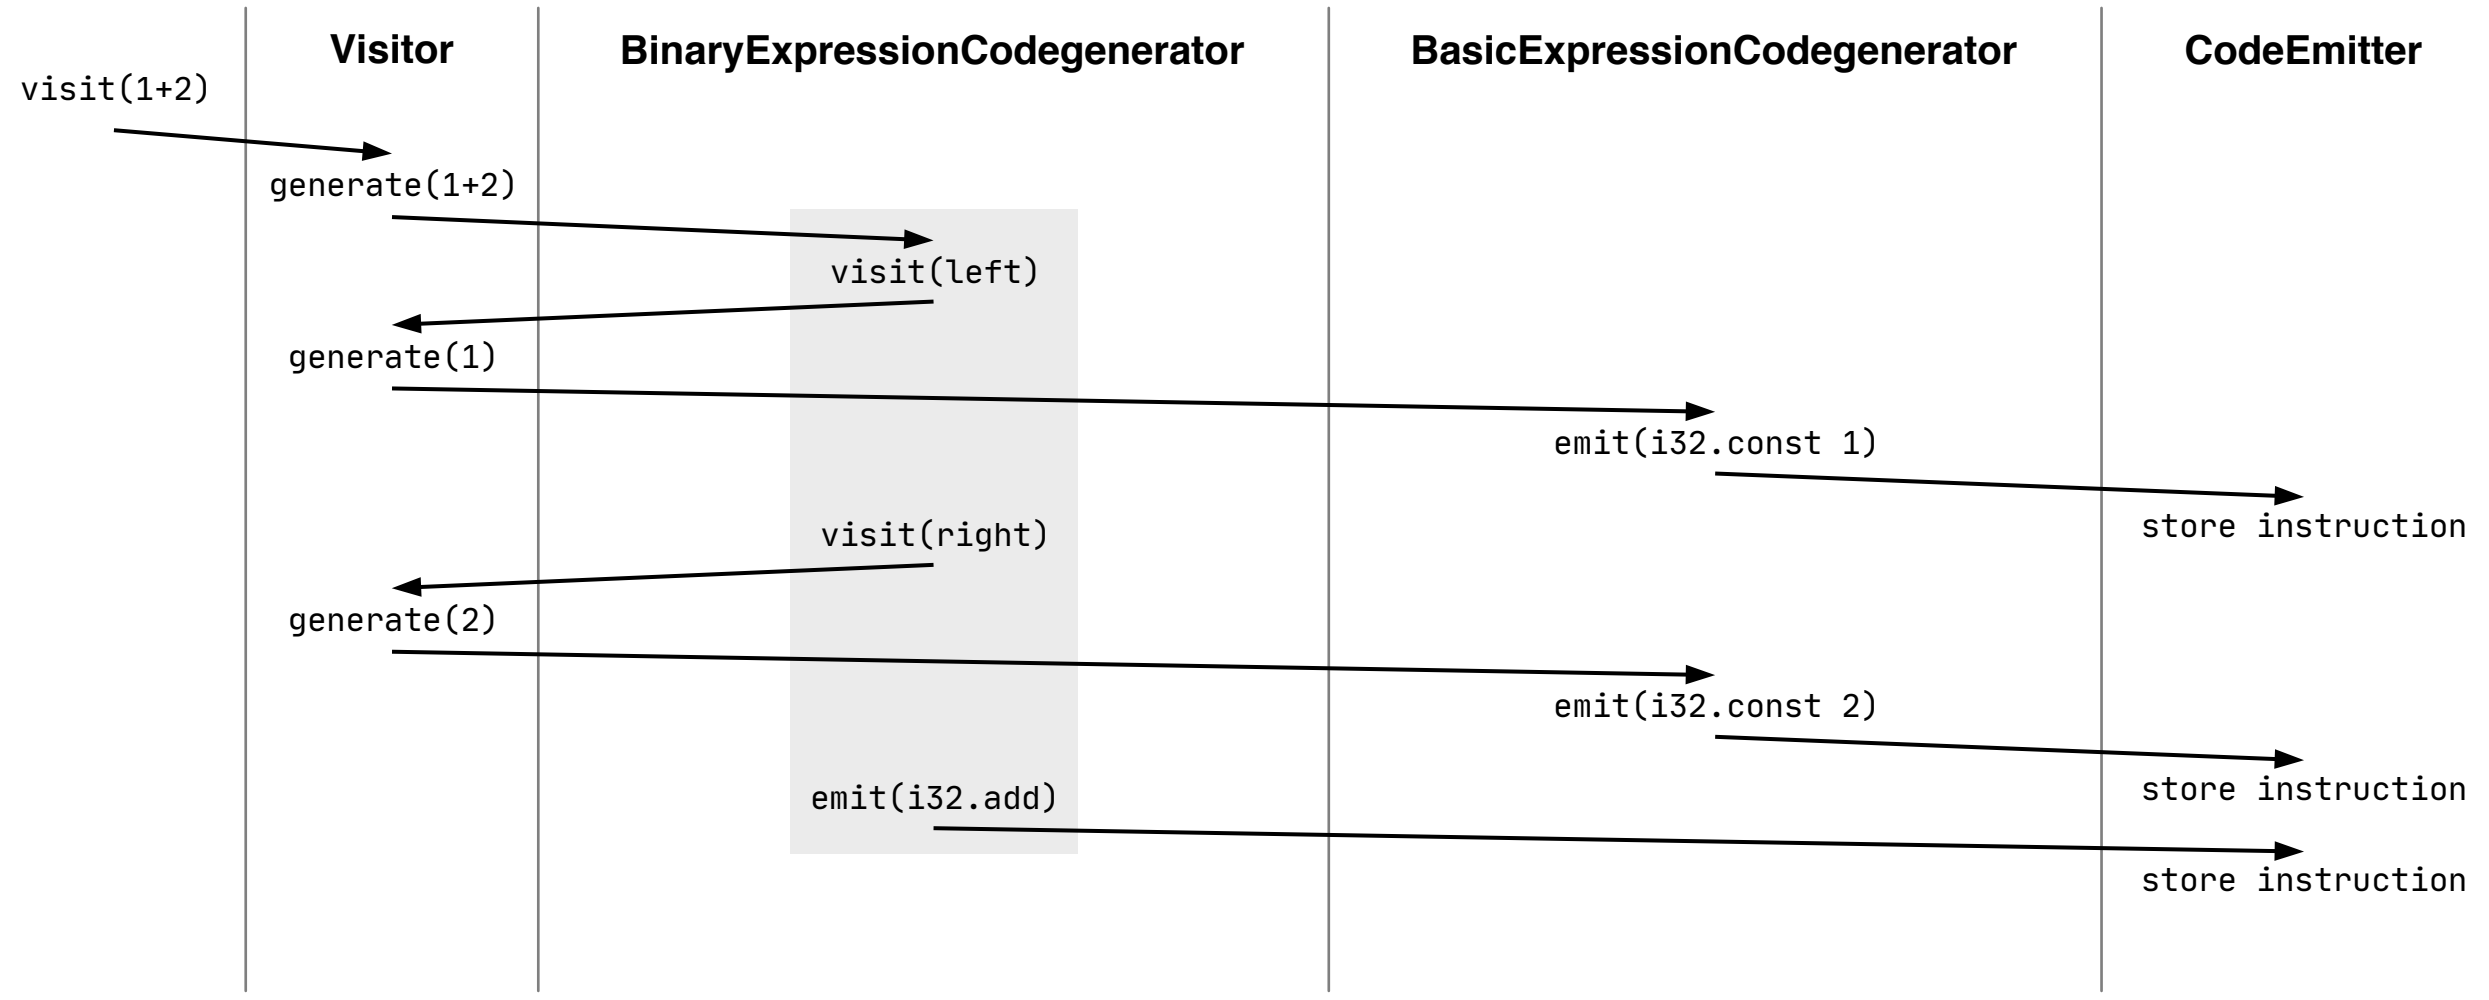 Visitor
BinaryExpressionCodegenerator
BasicExpressionCodegenerator
CodeEmitter
visit(1+2)
generate(1+2)
visit(left)
generate(1)
emit(i32.const 1)
store instruction
visit(right)
generate(2)
emit(i32.const 2)
store instruction
emit(i32.add)
store instruction